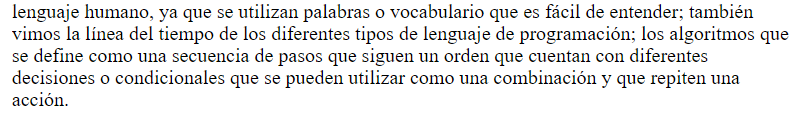 lenguaje humano, ya que se utilizan palabras o vocabulario que es fácil de entender; también
vimos la línea del tiempo de los diferentes tipos de lenguaje de programación; los algoritmos que
se define como una secuencia de pasos que siguen un orden que cuentan con diferentes
decisiones o condicionales que se pueden utilizar como una combinación y que repiten una
acción.